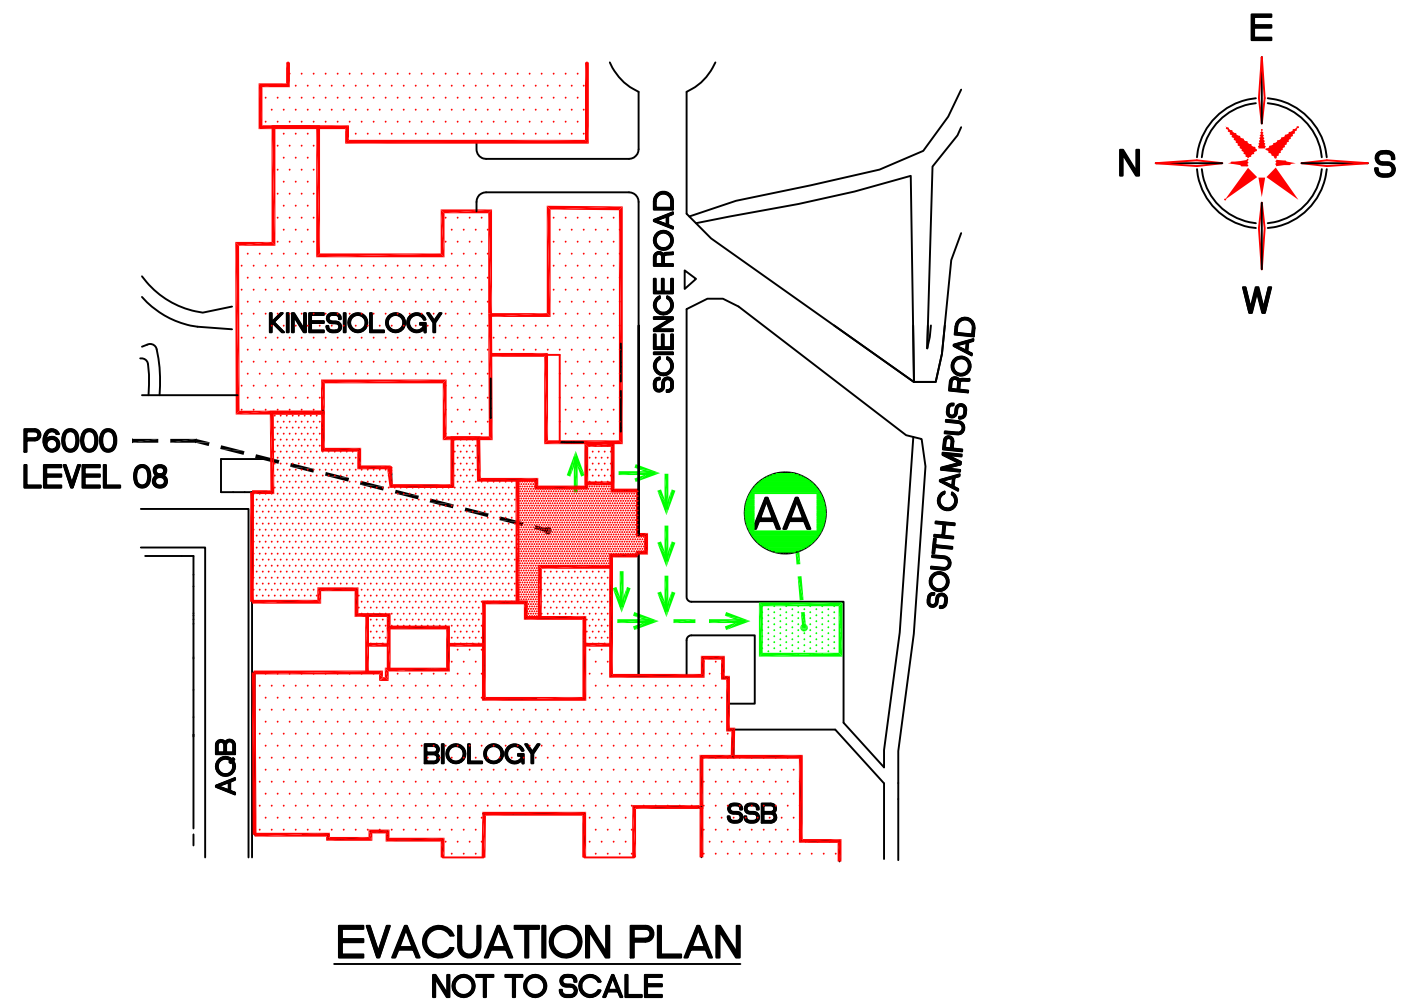 E
N
S
W
SCIENCE ROAD
KINESIOLOGY
SOUTH CAMPUS ROAD
P6000
LEVEL 08
AA
AQB
BIOLOGY
SSB
EVACUATION PLAN
NOT TO SCALE